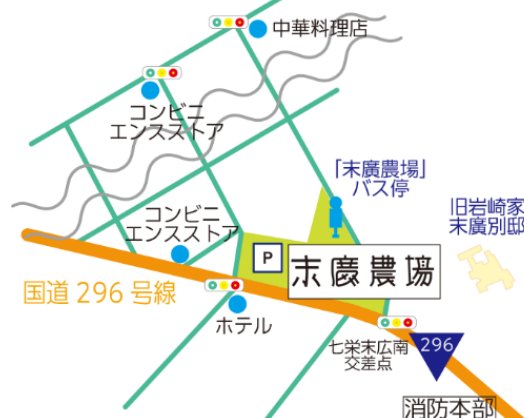 中華料理店
コンビニ
エンスストア
「末廣農場」
バス停
旧岩崎家
末廣別邸
コンビニ
エンスストア
P
末廣農場
国道296号線
ホテル
七栄末広南
交差点
296
消防本部